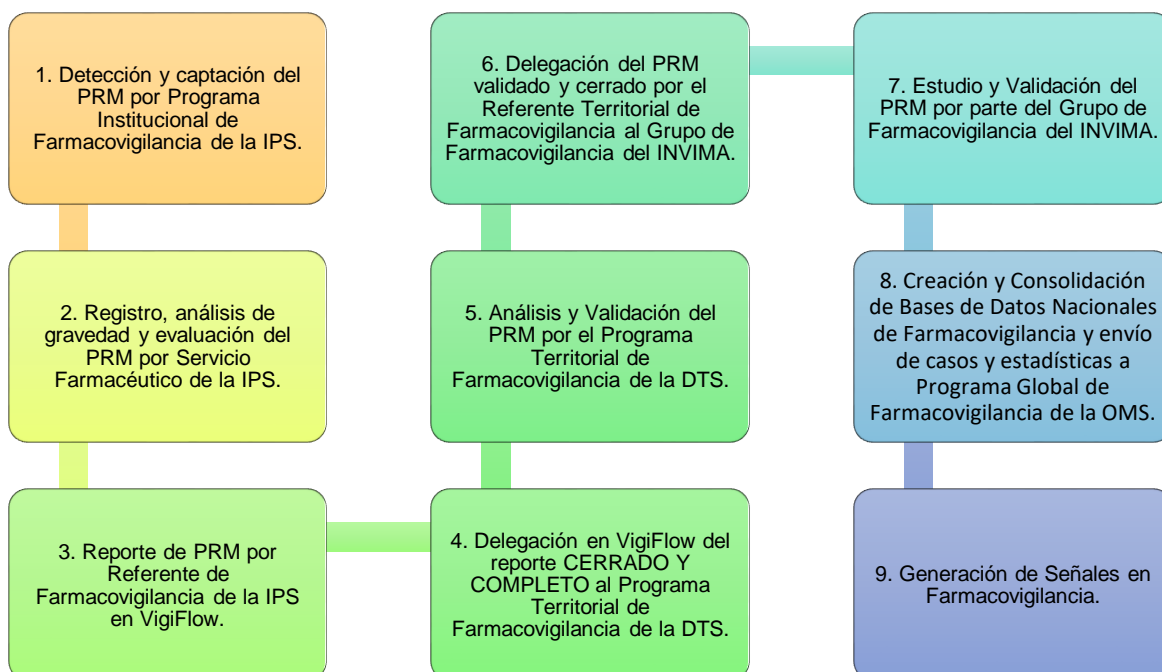 1. Detección y captación del
PRM por Programa
Institucional de
Farmacovigilancia de la IPS.
2. Registro, análisis de
gravedad y evaluación del
PRM por Servicio
Farmacéutico de la IPS.
3. Reporte de PRM por
Referente de
Farmacovigilancia de la IPS
en VigiFlow.
4. Delegación en VigiFlow del
reporte CERRADO Y
COMPLETO al Programa
Territorial de
Farmacovigilancia de la DTS.
5. Análisis y Validación del
PRM por el Programa
Territorial de
Farmacovigilancia de la DTS.
6. Delegación del PRM
validado y cerrado por el
Referente Territorial de
Farmacovigilancia al Grupo de
Farmacovigilancia del INVIMA.
7. Estudio y Validación del
PRM por parte del Grupo de
Farmacovigilancia del INVIMA.
8. Creación y Consolidación
de Bases de Datos Nacionales
de Farmacovigilancia y envío
de casos y estadísticas a
Programa Global de
Farmacovigilancia de la OMS.
9. Generación de Señales en
Farmacovigilancia.